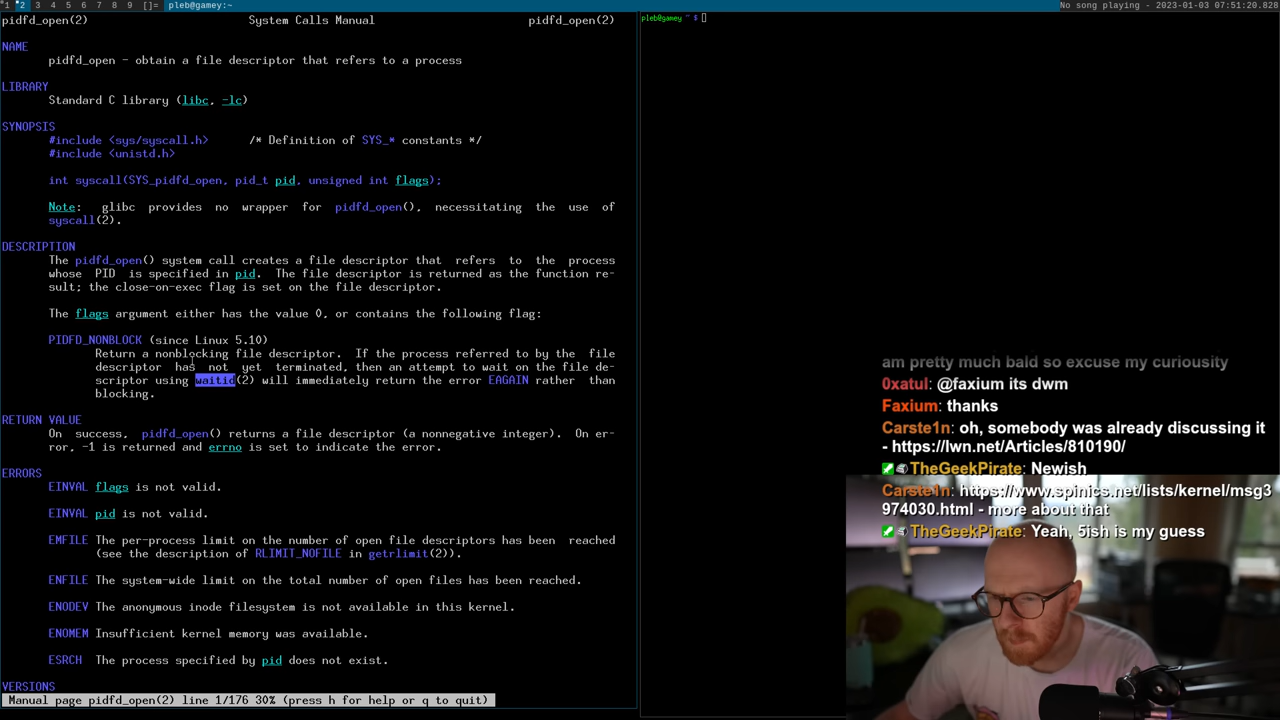 1 2 3 4 5 6 7 8 9 []= pleb@gamey:~ No song playing - 2023-01-03 07:51:20.828
pidfd_open(2) System Calls Manual pidfd_open(2)
NAME
pidfd_open - obtain a file descriptor that refers to a process
LIBRARY
Standard C library (libc, -lc)
SYNOPSIS
#include <sys/syscall.h> /* Definition of SYS_* constants */
#include <unistd.h>
int syscall(SYS_pidfd_open, pid_t pid, unsigned int flags);
Note: glibc provides no wrapper for pidfd_open(), necessitating the use of
syscall(2).
DESCRIPTION
The pidfd_open() system call creates a file descriptor that refers to the process
whose PID is specified in pid. The file descriptor is returned as the function re-
sult; the close-on-exec flag is set on the file descriptor.
The flags argument either has the value 0, or contains the following flag:
PIDFD_NONBLOCK (since Linux 5.10)
Return a nonblocking file descriptor. If the process referred to by the file
descriptor has not yet terminated, then an attempt to wait on the file de-
scriptor using waitid(2) will immediately return the error EAGAIN rather than
blocking.
RETURN VALUE
On success, pidfd_open() returns a file descriptor (a nonnegative integer). On er-
ror, -1 is returned and errno is set to indicate the error.
ERRORS
EINVAL flags is not valid.
EINVAL pid is not valid.
EMFILE The per-process limit on the number of open file descriptors has been reached
(see the description of RLIMIT_NOFILE in getrlimit(2)).
ENFILE The system-wide limit on the total number of open files has been reached.
ENODEV The anonymous inode filesystem is not available in this kernel.
ENOMEM Insufficient kernel memory was available.
ESRCH The process specified by pid does not exist.
VERSIONS
Manual page pidfd_open(2) line 1/176 30% (press h for help or q to quit)
pleb@gamey ~ $
am pretty much bald so excuse my curiousity
0xatul: @faxium its dwm
Faxium: thanks
Carste1n: oh, somebody was already discussing it
- https://lwn.net/Articles/810190/
TheGeekPirate: Newish
Carste1n: https://www.spinics.net/lists/kernel/msg3
974030.html - more about that
TheGeekPirate: Yeah, 5ish is my guess